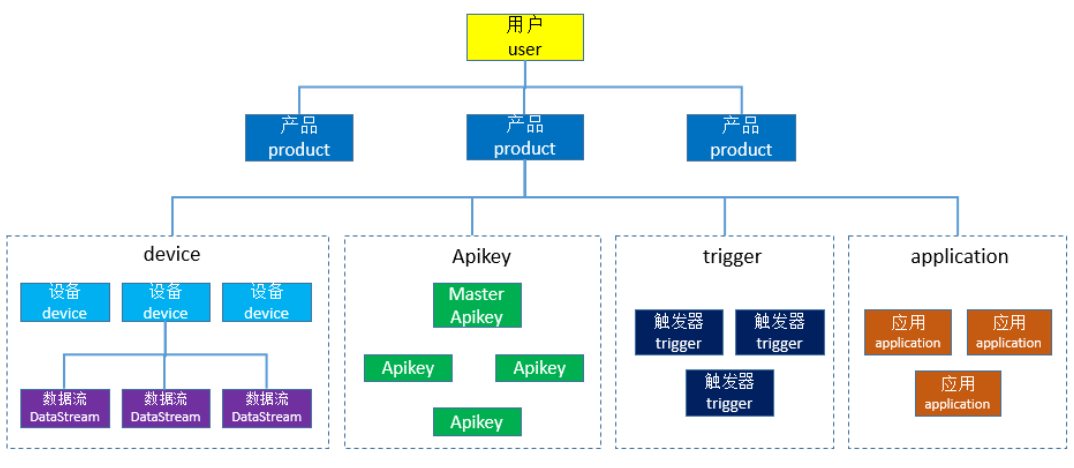 用户
user
产品
product
产品
product
产品
product
device
设备
device
设备
device
设备
device
数据流
DataStream
数据流
DataStream
数据流
DataStream
Apikey
Master
Apikey
Apikey
Apikey
Apikey
trigger
触发器
trigger
触发器
trigger
触发器
trigger
application
应用
application
应用
application
应用
application